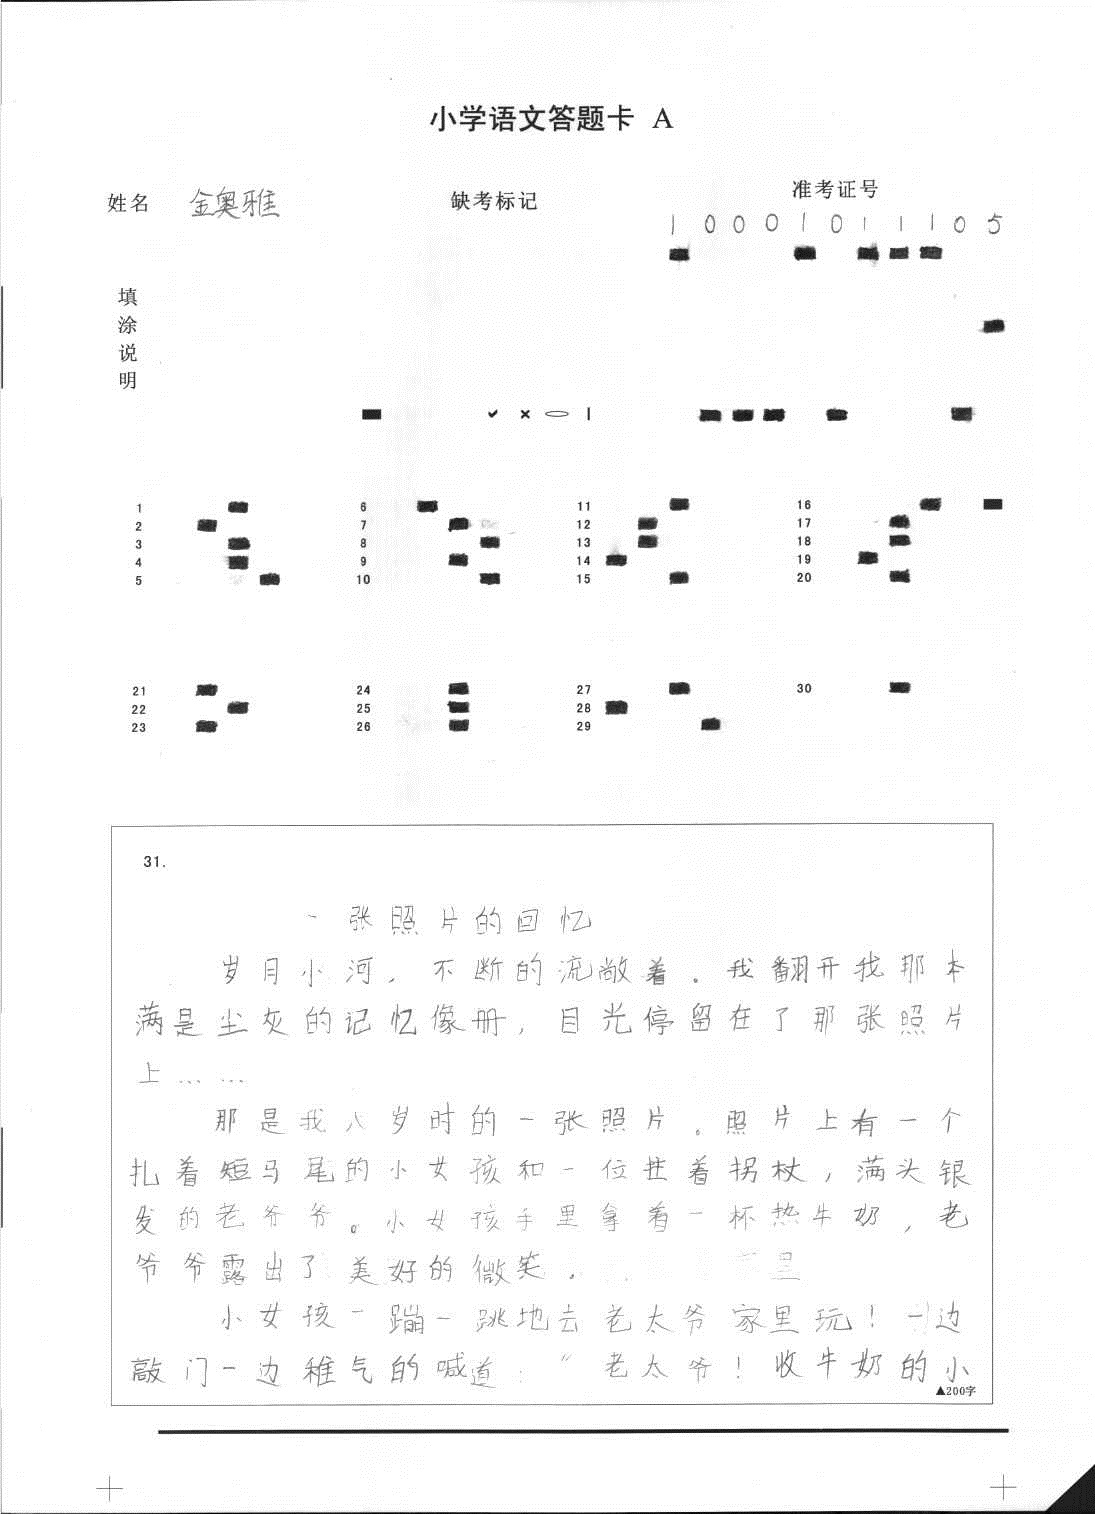 小学语文答题卡 A
姓名 金奥雅 缺考标记 准考证号
1 0 0 0 1 0 1 1 1 0 5
填涂说明
1 6 11 16
2 7 12 17
3 8 13 18
4 9 14 19
5 10 15 20
21 24 27 30
22 25 28
23 26 29
31.
一张照片的回忆
岁月小河，不断的流敞着。我翻开我那本
满是尘灰的记忆像册，目光停留在了那张照片
上……
那是我八岁时的一张照片。照片上有一个
扎着短马尾的小女孩和一位拄着拐杖，满头银
发的老爷爷。小女孩手里拿着一杯热牛奶，老
爷爷露出了美好的微笑。
小女孩一蹦一跳地去老太爷家里玩！一边
敲门一边稚气的喊道：“老太爷！收牛奶的小
▲200字